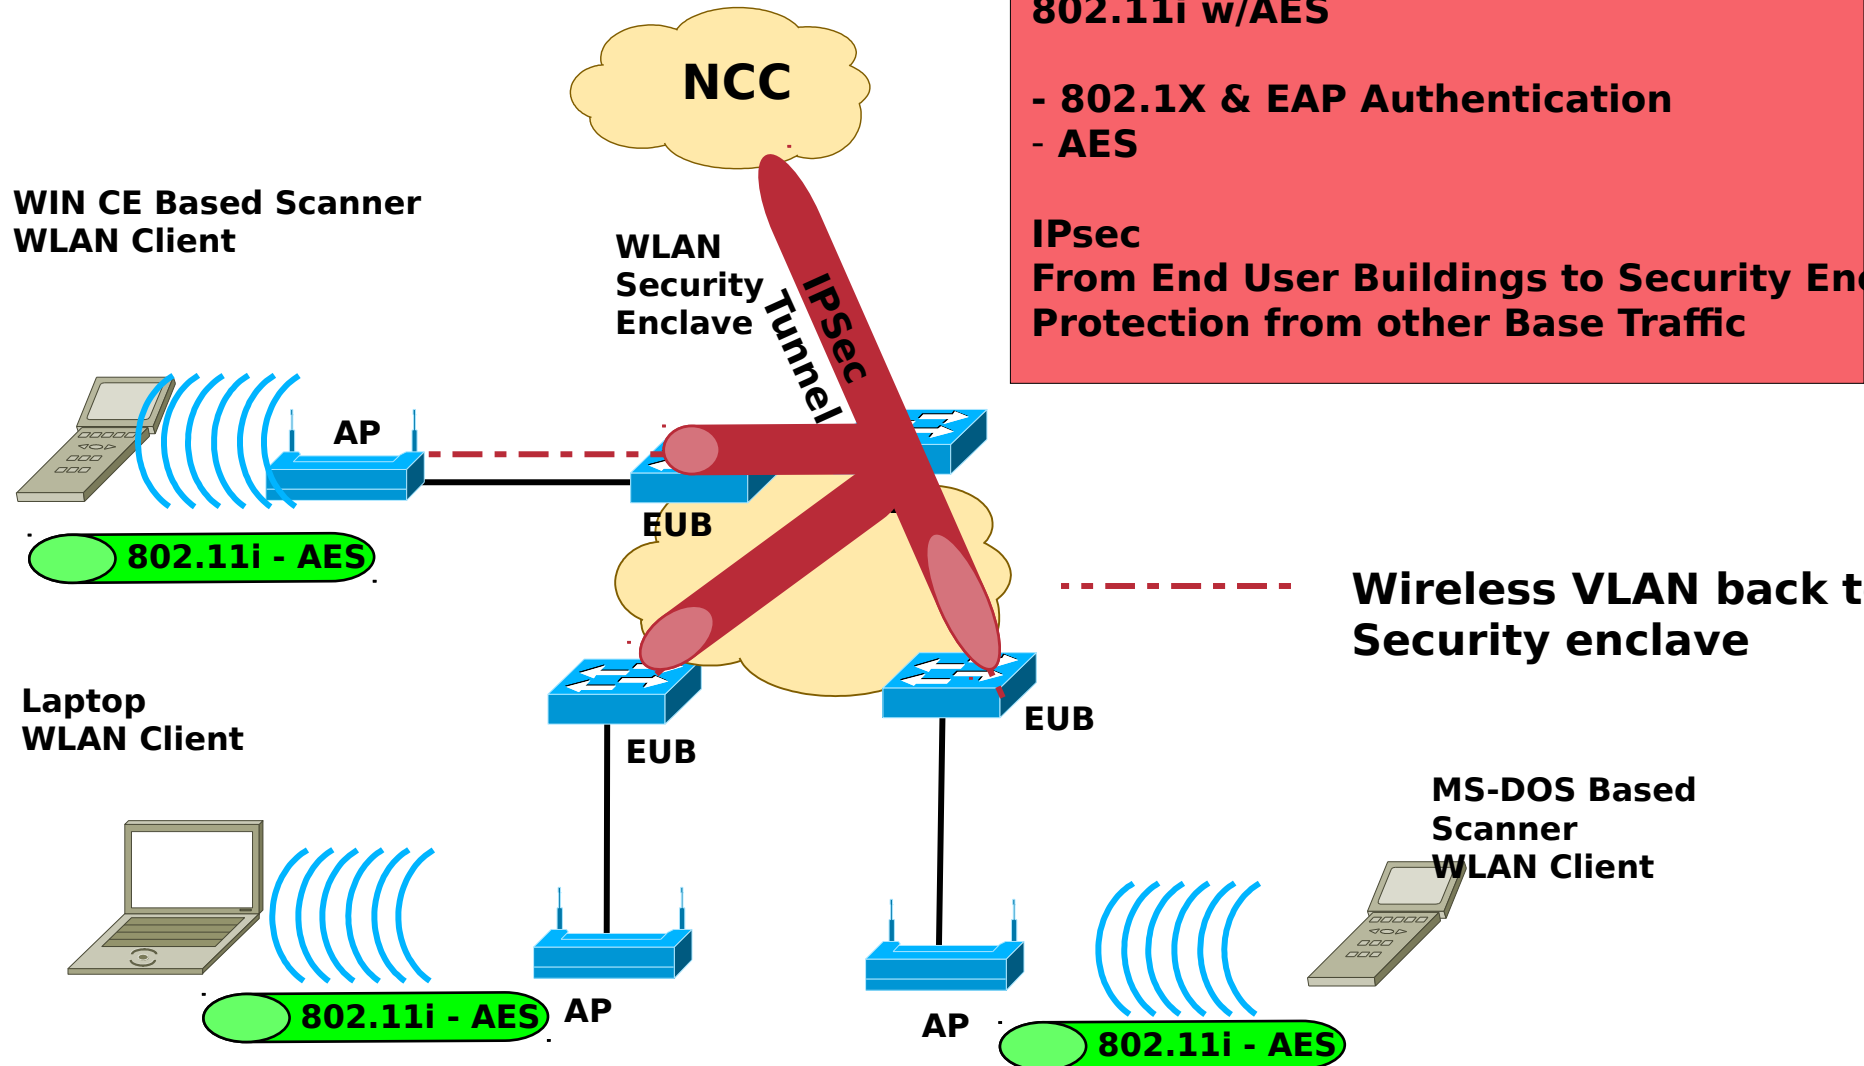 802.11i w/AES
- 802.1X & EAP Authentication
- AES
IPsec
From End User Buildings to Security
Protection from other Base Traffic
NCC
WIN CE Based Scanner
WLAN Client
WLAN
Security
Enclave
IPSec
Tunnel
AP
EUB
802.11i - AES
Wireless VLAN back
Security enclave
Laptop
WLAN Client
EUB
EUB
MS-DOS Based
Scanner
WLAN Client
AP
802.11i - AES
AP
802.11i - AES